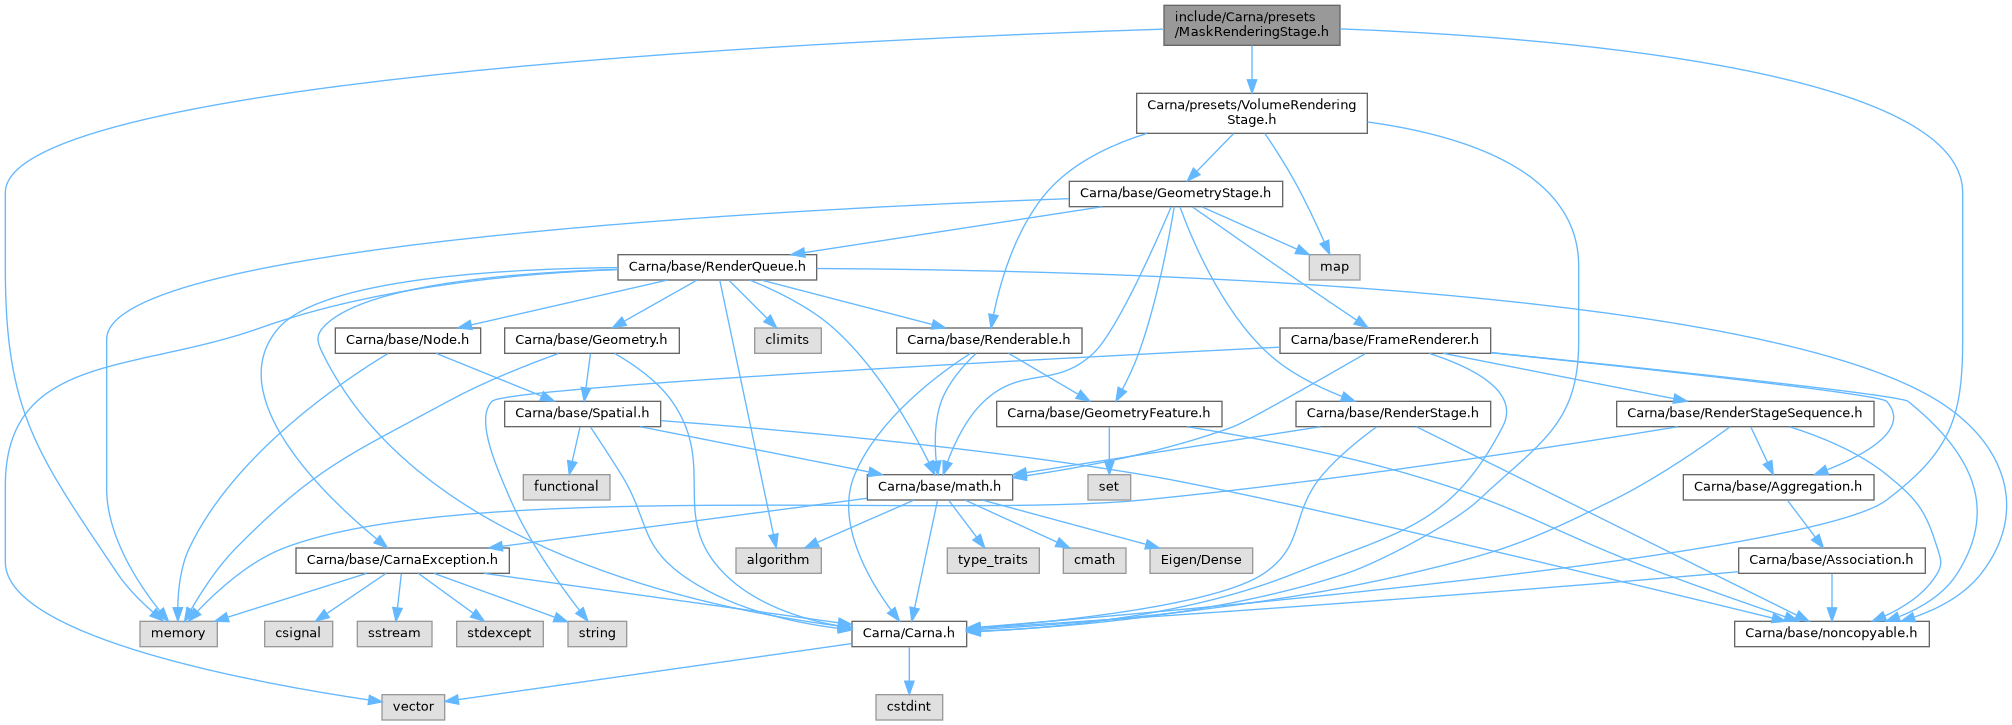 include/Carna/presets
/MaskRenderingStage.h
Carna/presets/VolumeRendering
Stage.h
Carna/base/GeometryStage.h
Carna/base/RenderQueue.h
map
Carna/base/Node.h
Carna/base/Geometry.h
climits
Carna/base/Renderable.h
Carna/base/FrameRenderer.h
Carna/base/Spatial.h
Carna/base/GeometryFeature.h
Carna/base/RenderStage.h
Carna/base/RenderStageSequence.h
functional
Carna/base/math.h
set
Carna/base/Aggregation.h
Carna/base/CarnaException.h
algorithm
type_traits
cmath
Eigen/Dense
Carna/base/Association.h
memory
csignal
sstream
stdexcept
string
Carna/Carna.h
Carna/base/noncopyable.h
vector
cstdint